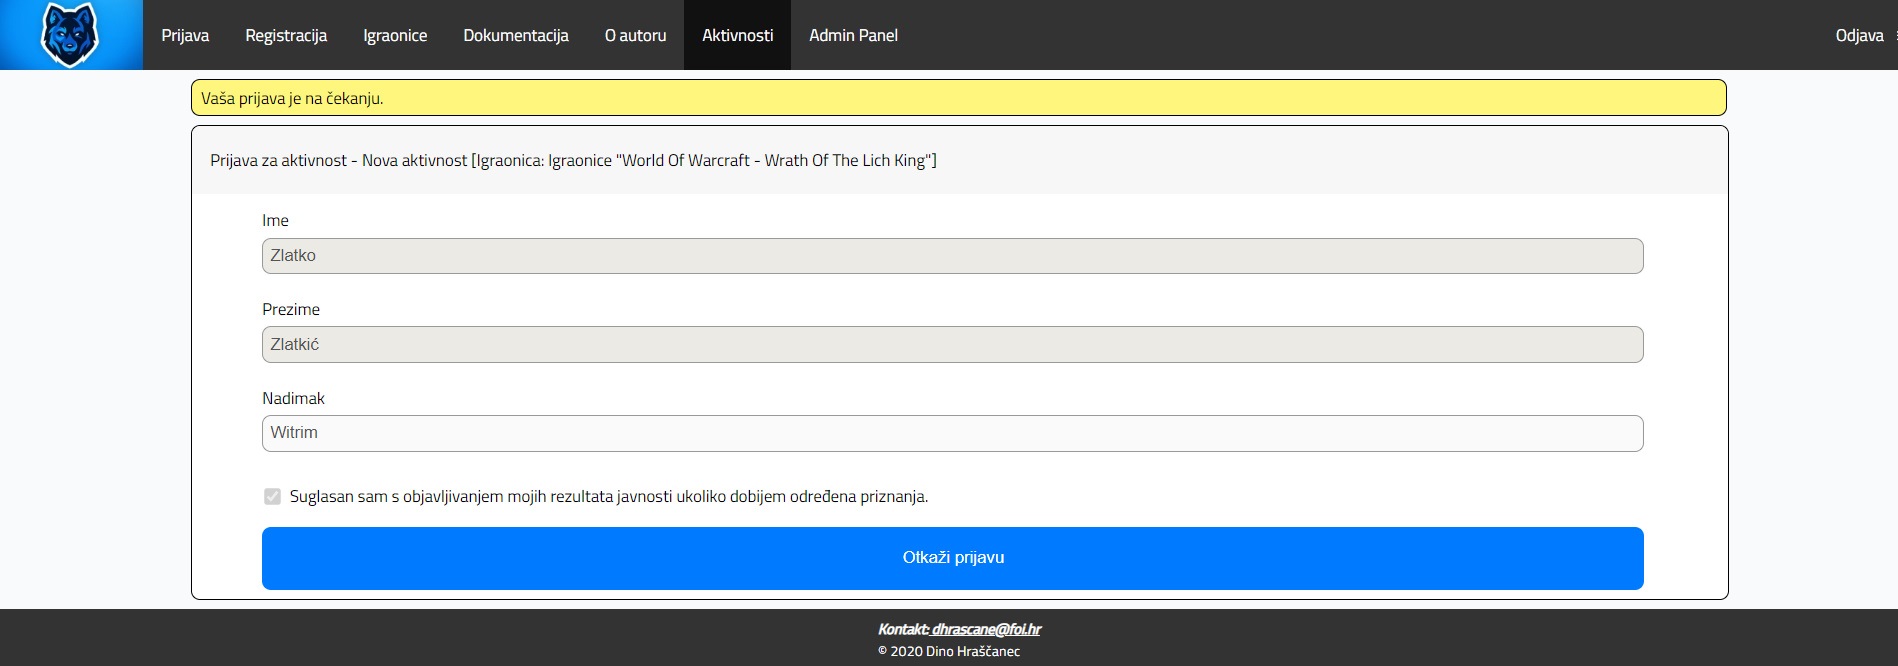 Prijava Registracija Igraonice Dokumentacija O autoru Aktivnosti Admin Panel Odjava
Vaša prijava je na čekanju.
Prijava za aktivnost - Nova aktivnost [Igraonica: Igraonice "World Of Warcraft - Wrath Of The Lich King"]
Ime
Zlatko
Prezime
Zlatkić
Nadimak
Witrim
Suglasan sam s objavljivanjem mojih rezultata javnosti ukoliko dobijem određena priznanja.
Otkaži prijavu
Kontakt: dhrascane@foi.hr
© 2020 Dino Hraščanec